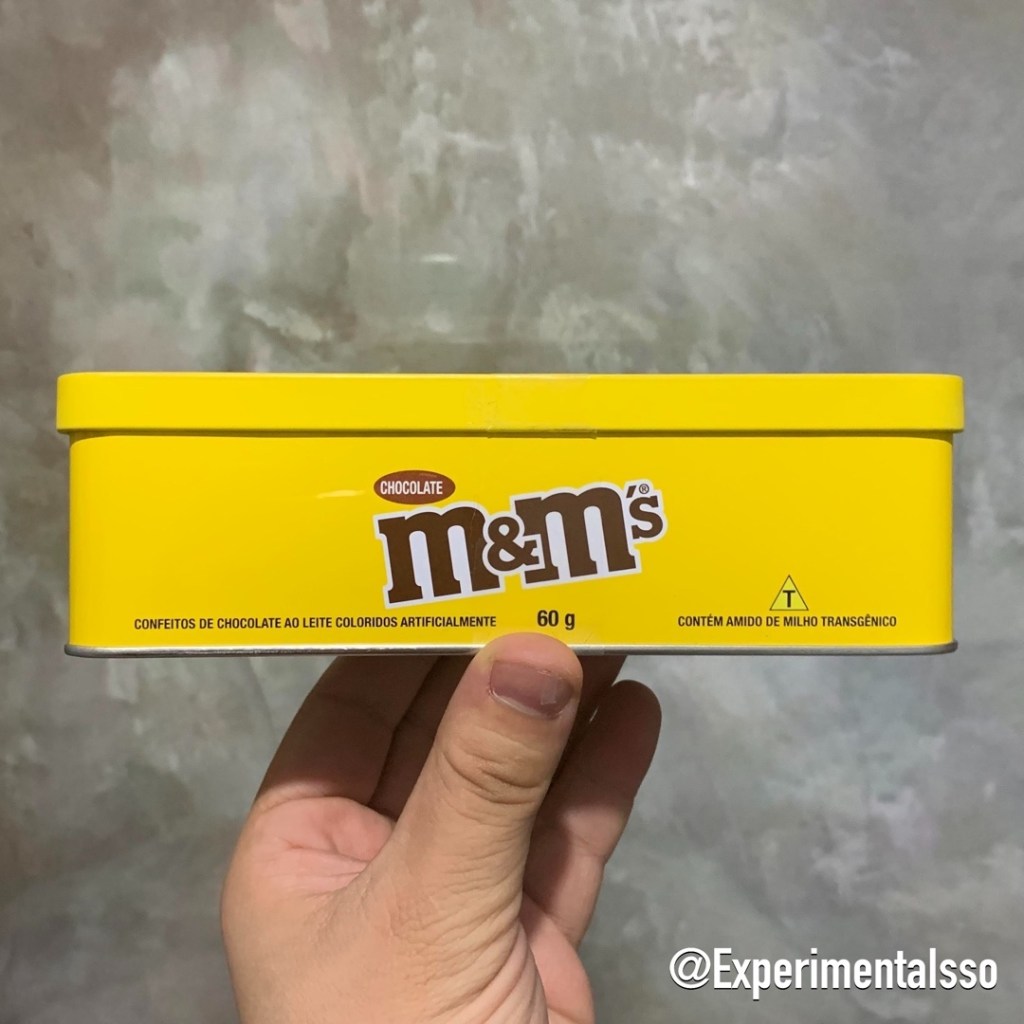 CHOCOLATE
m&m's®
CONFEITOS DE CHOCOLATE AO LEITE COLORIDOS ARTIFICIALMENTE
60 g
T
CONTÉM AMIDO DE MILHO TRANSGÊNICO
@Experimentalsso